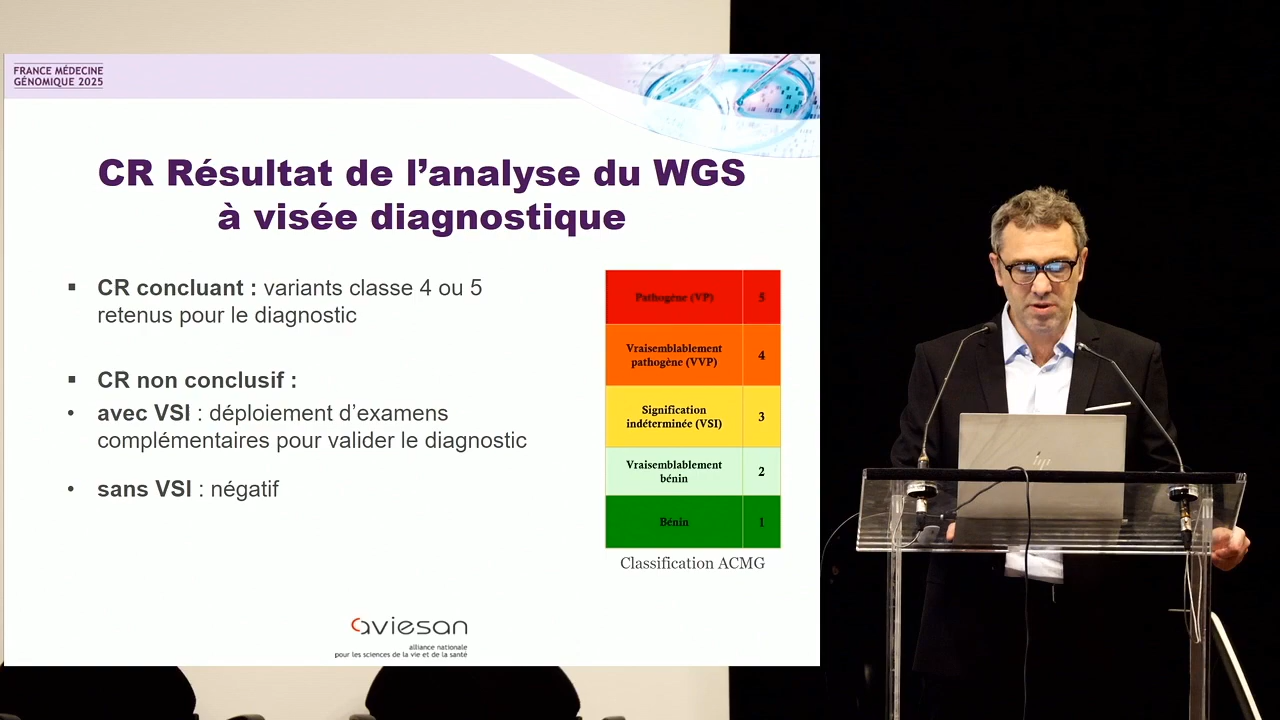 FRANCE MÉDECINE
GÉNOMIQUE 2025
CR Résultat de l’analyse du WGS
à visée diagnostique
▪ CR concluant : variants classe 4 ou 5
retenus pour le diagnostic
▪ CR non conclusif :
• avec VSI : déploiement d’examens
complémentaires pour valider le diagnostic
• sans VSI : négatif
Pathogène (VP) 5
Vraisemblablement
pathogène (VVP) 4
Signification
indéterminée (VSI) 3
Vraisemblablement
bénin 2
Bénin 1
Classification ACMG
aviesan
alliance nationale
pour les sciences de la vie et de la santé
hp